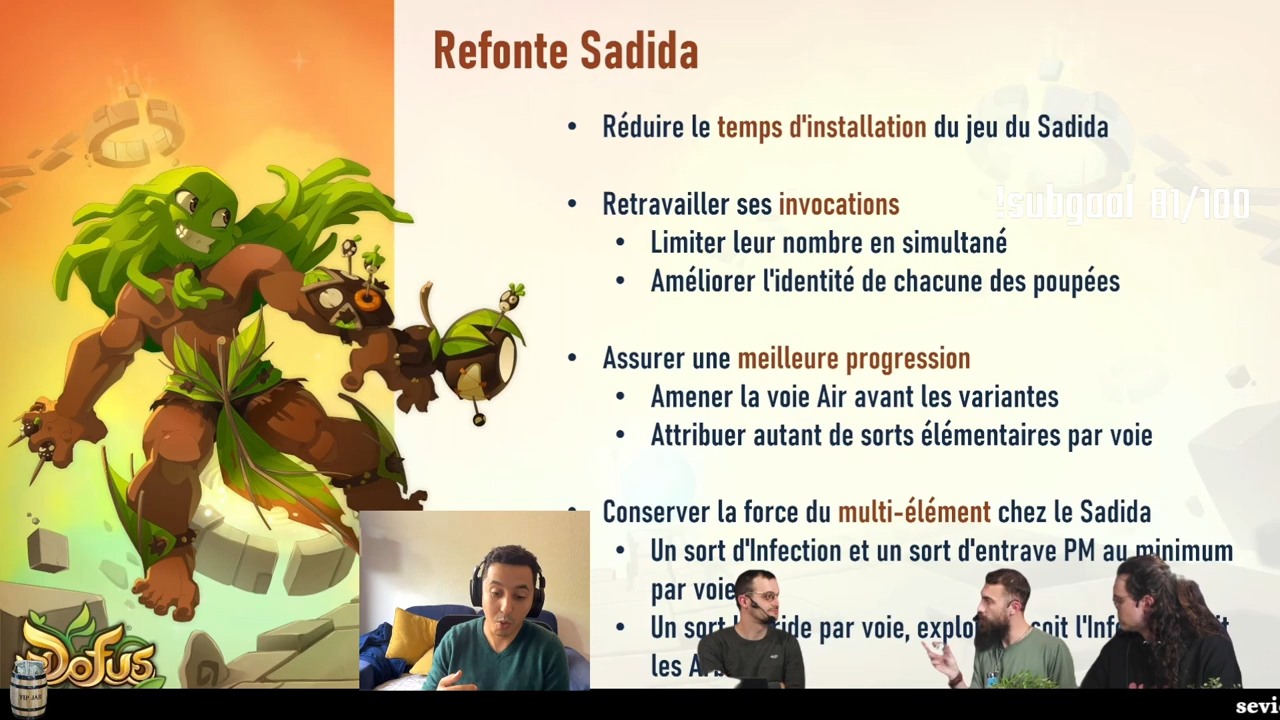 Refonte Sadida
• Réduire le temps d'installation du jeu du Sadida
!subgoal 81/100
• Retravailler ses invocations
• Limiter leur nombre en simultané
• Améliorer l'identité de chacune des poupées
• Assurer une meilleure progression
• Amener la voie Air avant les variantes
• Attribuer autant de sorts élémentaires par voie
• Conserver la force du multi-élément chez le Sadida
• Un sort d'Infection et un sort d'entrave PM au minimum
par voie
• Un sort par voie, soit
les
DOFUS
TIP JAR